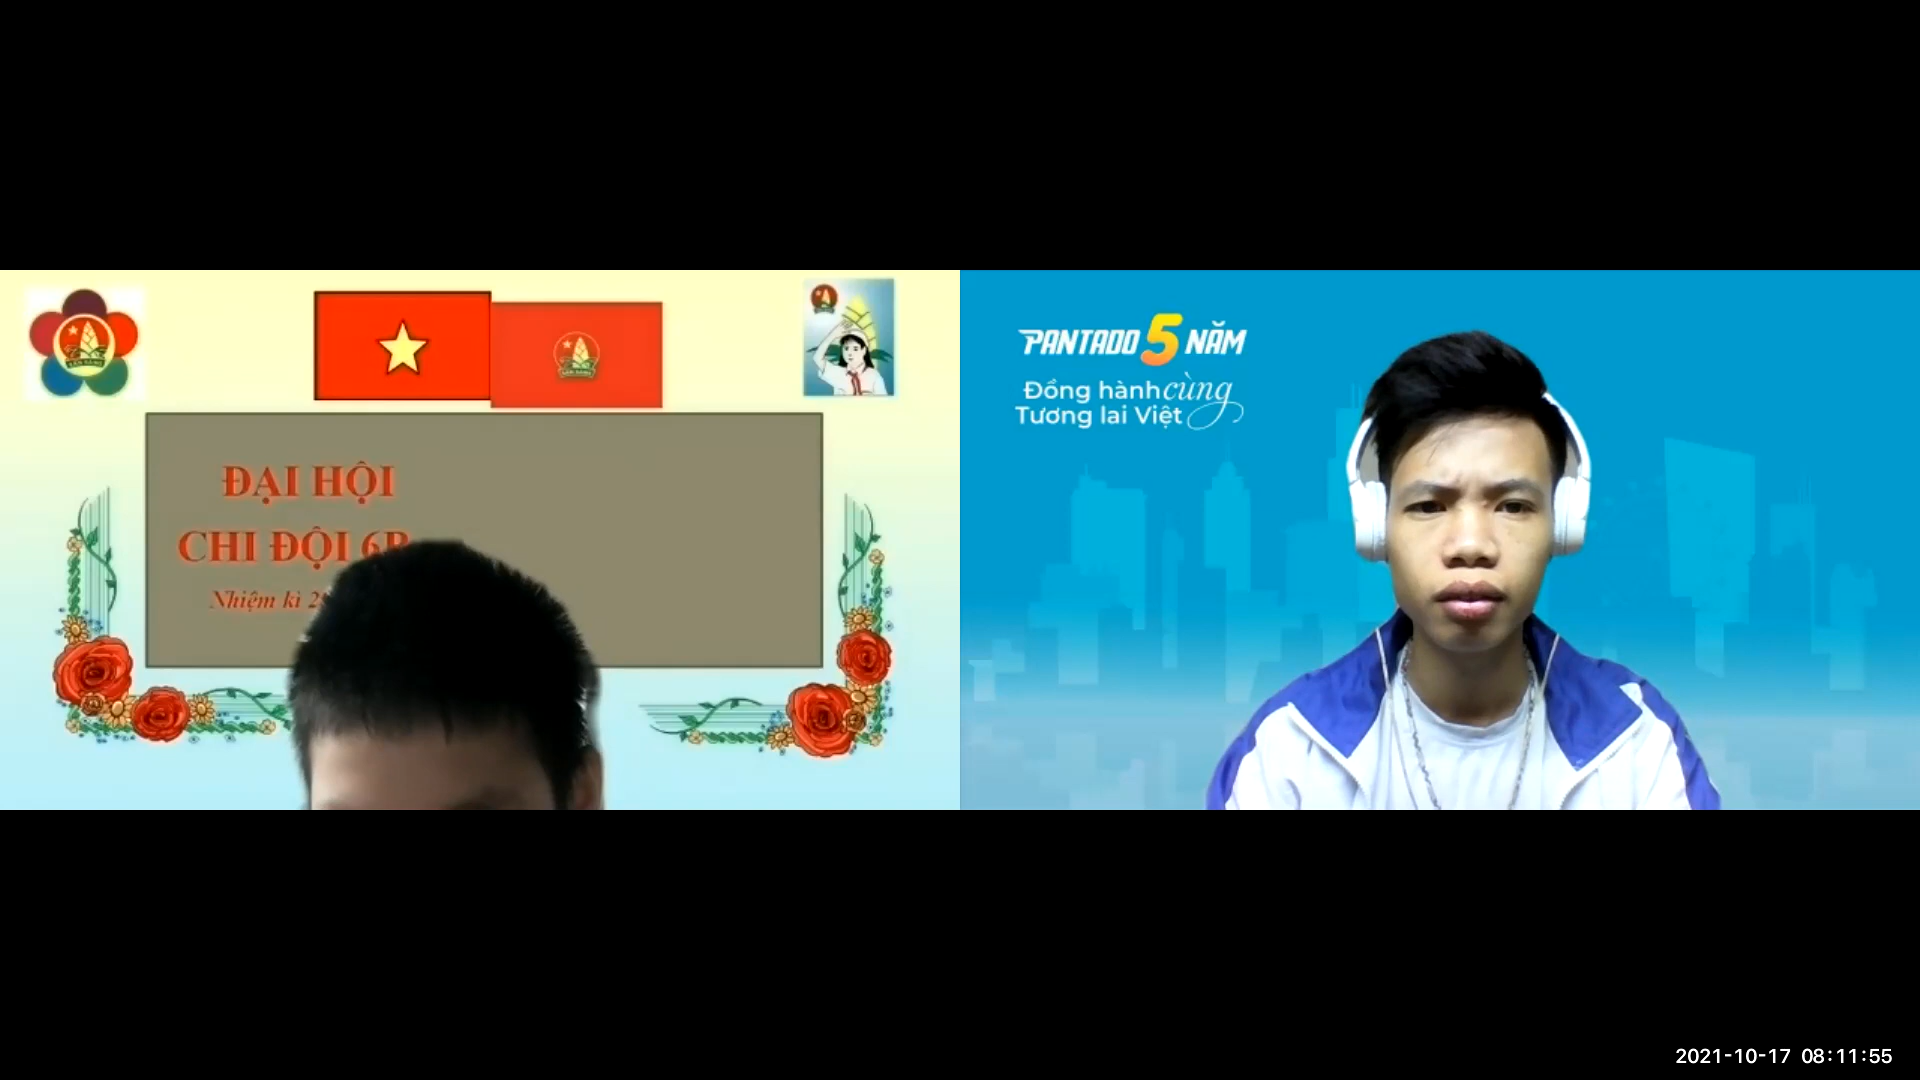 ĐẠI HỘI
CHI ĐỘI 6B
Nhiệm kì
PANTADO 5 NĂM
Đồng hành cùng
Tương lai Việt
2021-10-17 08:11:55